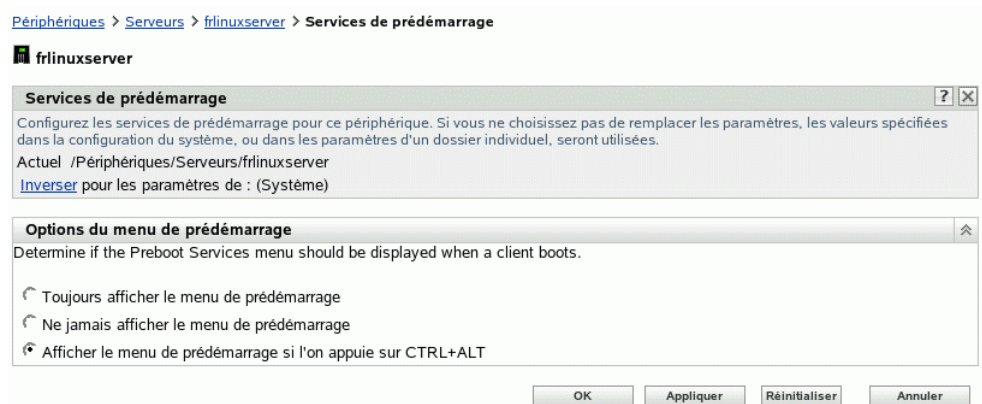 Périphériques > Serveurs > frlinuxserver > Services de prédémarrage
frlinuxserver
Services de prédémarrage
Configurez les services de prédémarrage pour ce périphérique. Si vous ne choisissez pas de remplacer les paramètres, les valeurs spécifiées
dans la configuration du système, ou dans les paramètres d'un dossier individuel, seront utilisées.
Actuel /Périphériques/Serveurs/frlinuxserver
Inverser pour les paramètres de : (Système)
Options du menu de prédémarrage
Determine if the Preboot Services menu should be displayed when a client boots.
Toujours afficher le menu de prédémarrage
Ne jamais afficher le menu de prédémarrage
Afficher le menu de prédémarrage si l'on appuie sur CTRL+ALT
OK Appliquer Réinitialiser Annuler